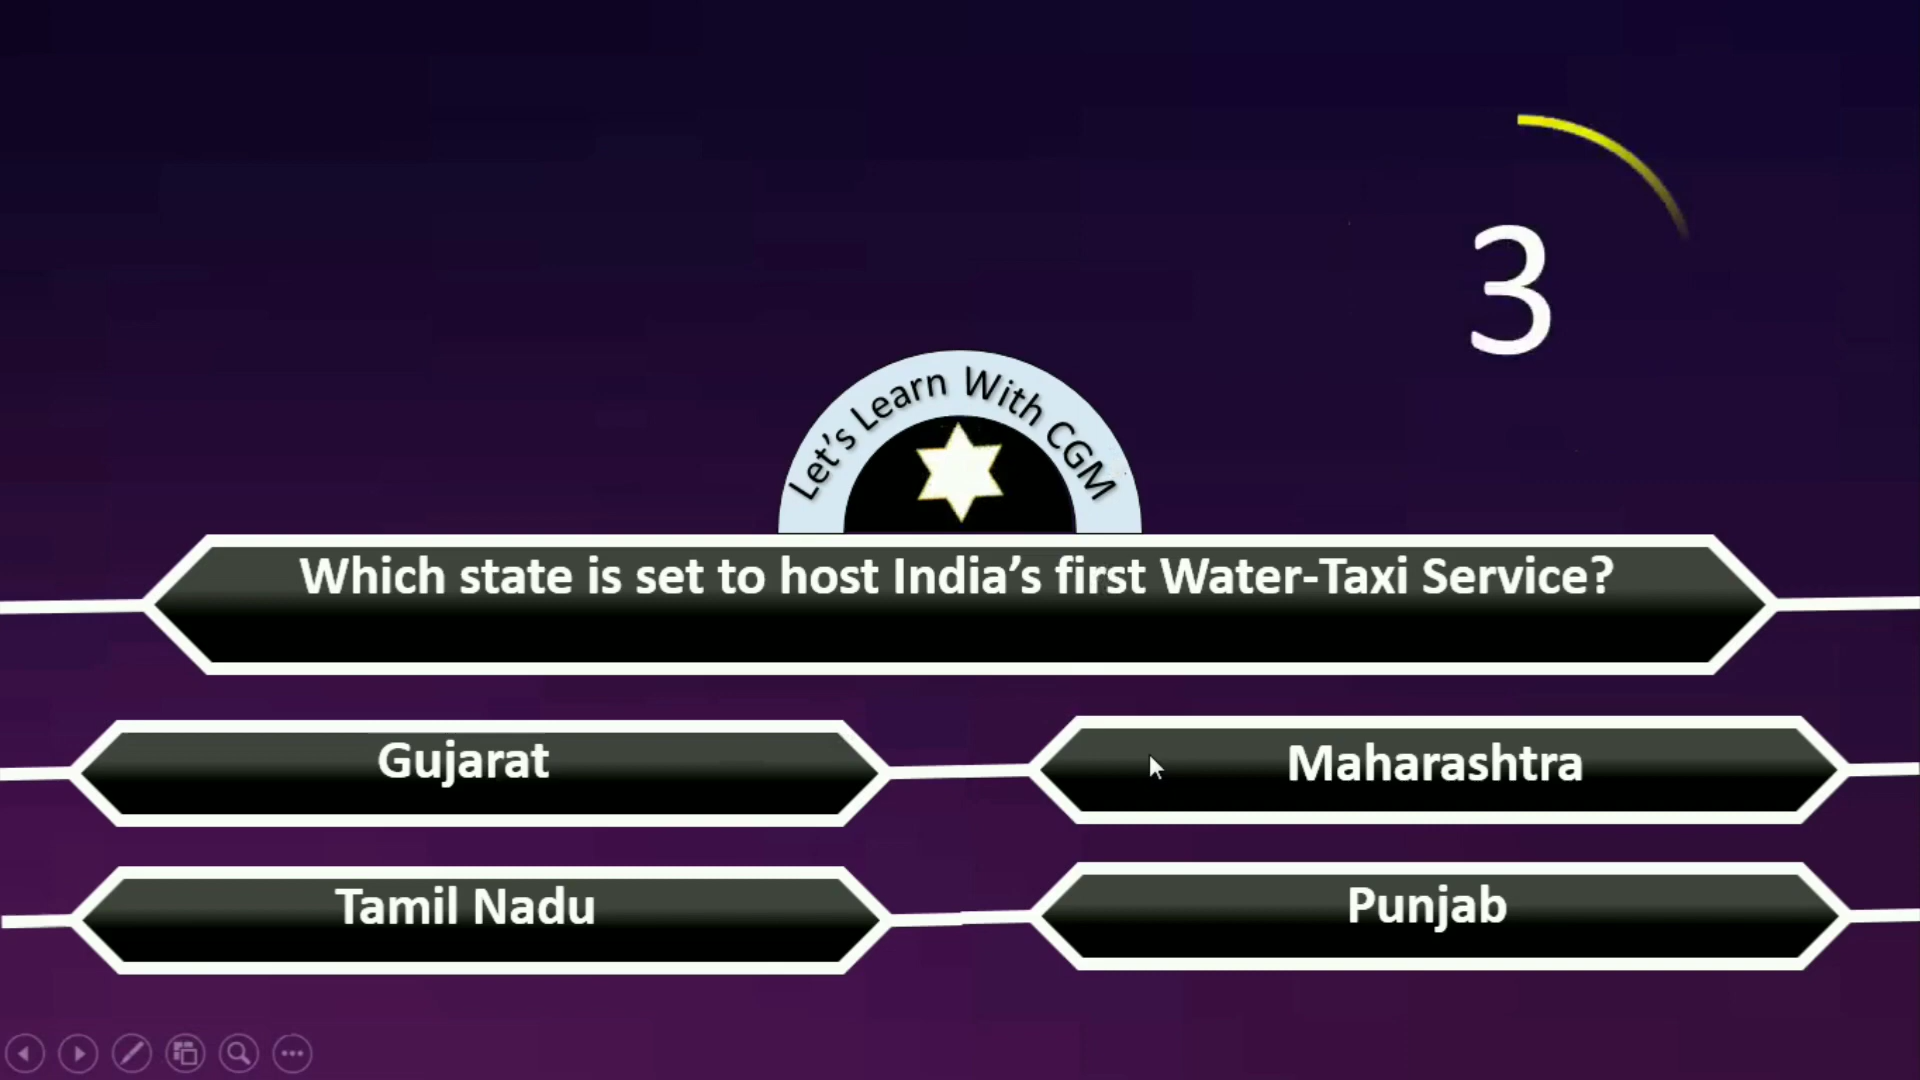 3
Let's Learn With CGM
Which state is set to host India’s first Water-Taxi Service?
Gujarat
Maharashtra
Tamil Nadu
Punjab